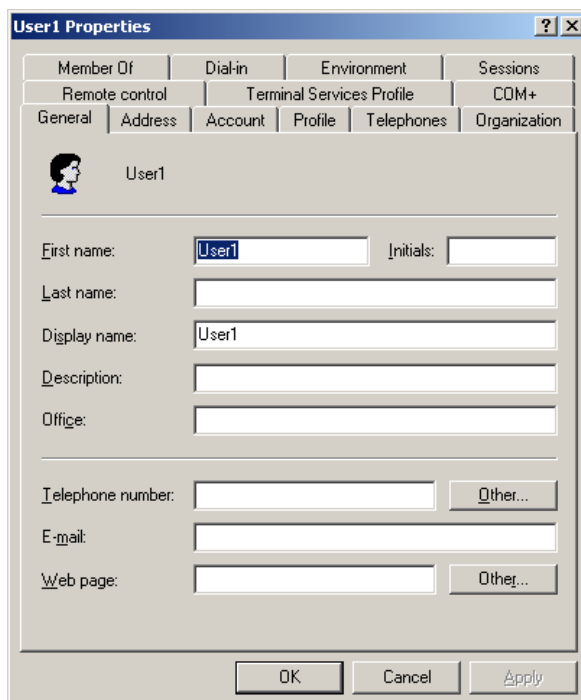 User1 Properties
Member Of Dial-in Environment Sessions
Remote control Terminal Services Profile COM+
General Address Account Profile Telephones Organization
User1
First name: User1 Initials:
Last name:
Display name: User1
Description:
Office:
Telephone number: Other...
E-mail:
Web page: Other...
OK Cancel Apply